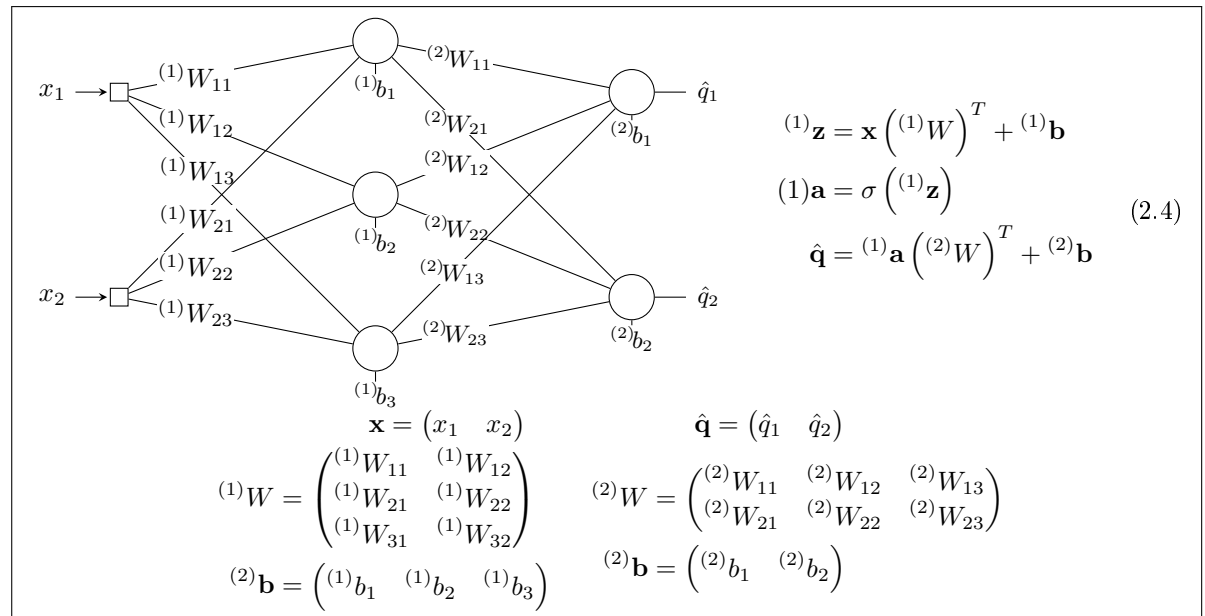 x₁ ⁽¹⁾W₁₁ ⁽¹⁾b₁ ⁽²⁾W₁₁ q̂₁
⁽¹⁾W₁₂ ⁽²⁾W₂₁ ⁽²⁾b₁
⁽¹⁾W₁₃ ⁽²⁾W₁₂
⁽¹⁾W₂₁ ⁽¹⁾b₂ ⁽²⁾W₂₂
x₂ ⁽¹⁾W₂₂ ⁽²⁾W₁₃ q̂₂
⁽¹⁾W₂₃ ⁽²⁾W₂₃ ⁽²⁾b₂
⁽¹⁾b₃
⁽¹⁾z = x (⁽¹⁾W)ᵀ + ⁽¹⁾b
(1)a = σ (⁽¹⁾z)
q̂ = ⁽¹⁾a (⁽²⁾W)ᵀ + ⁽²⁾b
(2.4)
x = (x₁ x₂)
q̂ = (q̂₁ q̂₂)
⁽¹⁾W = (⁽¹⁾W₁₁ ⁽¹⁾W₁₂
⁽¹⁾W₂₁ ⁽¹⁾W₂₂
⁽¹⁾W₃₁ ⁽¹⁾W₃₂)
⁽²⁾W = (⁽²⁾W₁₁ ⁽²⁾W₁₂ ⁽²⁾W₁₃
⁽²⁾W₂₁ ⁽²⁾W₂₂ ⁽²⁾W₂₃)
⁽²⁾b = (⁽¹⁾b₁ ⁽¹⁾b₂ ⁽¹⁾b₃)
⁽²⁾b = (⁽²⁾b₁ ⁽²⁾b₂)